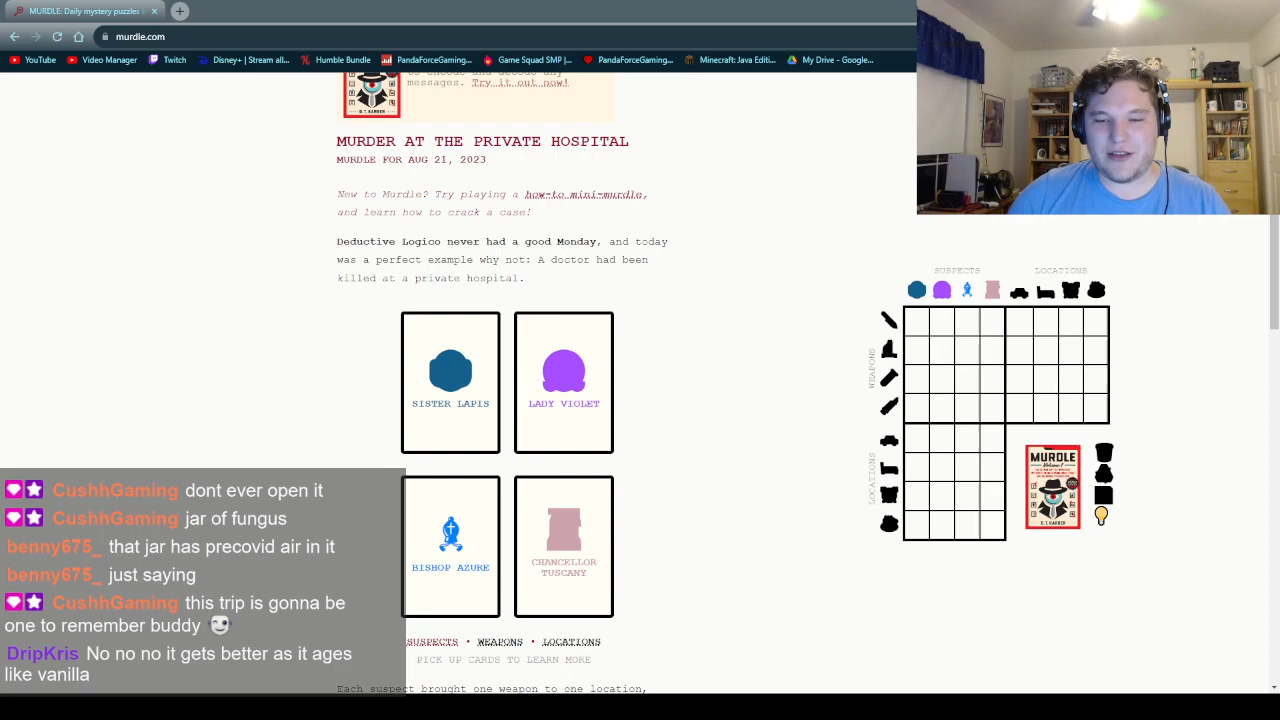 MURDLE: Daily mystery puzzles
murdle.com
YouTube
Video Manager
Twitch
Disney+ | Stream all...
Humble Bundle
PandaForceGaming...
Game Squad SMP |...
PandaForceGaming...
Minecraft: Java Editi...
My Drive - Google...
messages. Try it out now!
MURDER AT THE PRIVATE HOSPITAL
MURDLE FOR AUG 21, 2023
New to Murdle? Try playing a how-to mini-murdle,
and learn how to crack a case!
Deductive Logico never had a good Monday, and today
was a perfect example why not: A doctor had been
killed at a private hospital.
SISTER LAPIS
LADY VIOLET
BISHOP AZURE
CHANCELLOR
TUSCANY
SUSPECTS • WEAPONS • LOCATIONS
PICK UP CARDS TO LEARN MORE
Each suspect brought one weapon to one location,
SUSPECTS
LOCATIONS
WEAPONS
LOCATIONS
MURDLE
Volume 1
G. T. KARBER
CushhGaming dont ever open it
CushhGaming jar of fungus
benny675_ that jar has precovid air in it
benny675_ just saying
CushhGaming this trip is gonna be
one to remember buddy
DripKris No no no it gets better as it ages
like vanilla